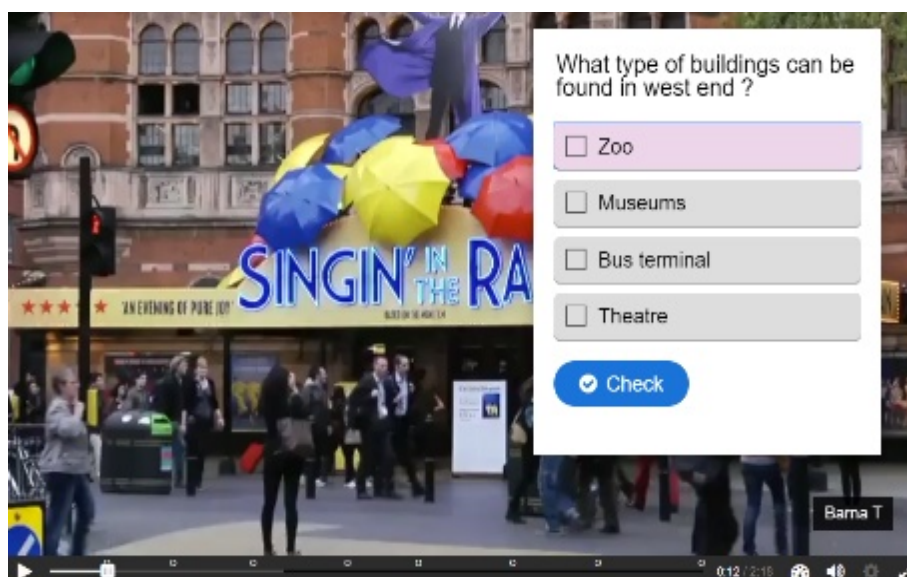 What type of buildings can be
found in west end ?
Zoo
Museums
Bus terminal
Theatre
Check
SINGIN' IN THE RA
★★★★★ 'AN EVENING OF PURE JOY'
Barna T
0:12 / 2:18